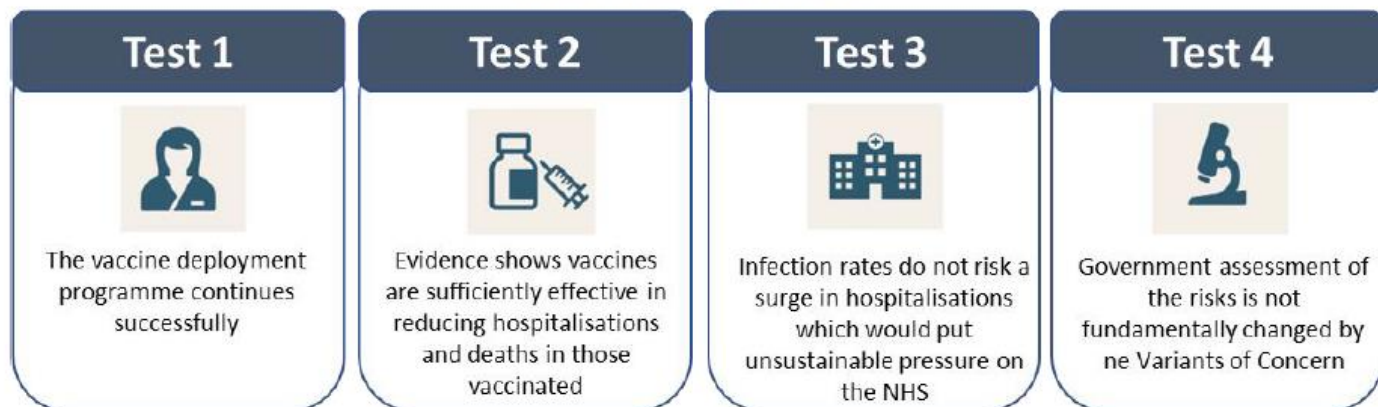 Test 1
The vaccine deployment
programme continues
successfully
Test 2
Evidence shows vaccines
are sufficiently effective in
reducing hospitalisations
and deaths in those
vaccinated
Test 3
Infection rates do not risk a
surge in hospitalisations
which would put
unsustainable pressure on
the NHS
Test 4
Government assessment of
the risks is not
fundamentally changed by
ne Variants of Concern